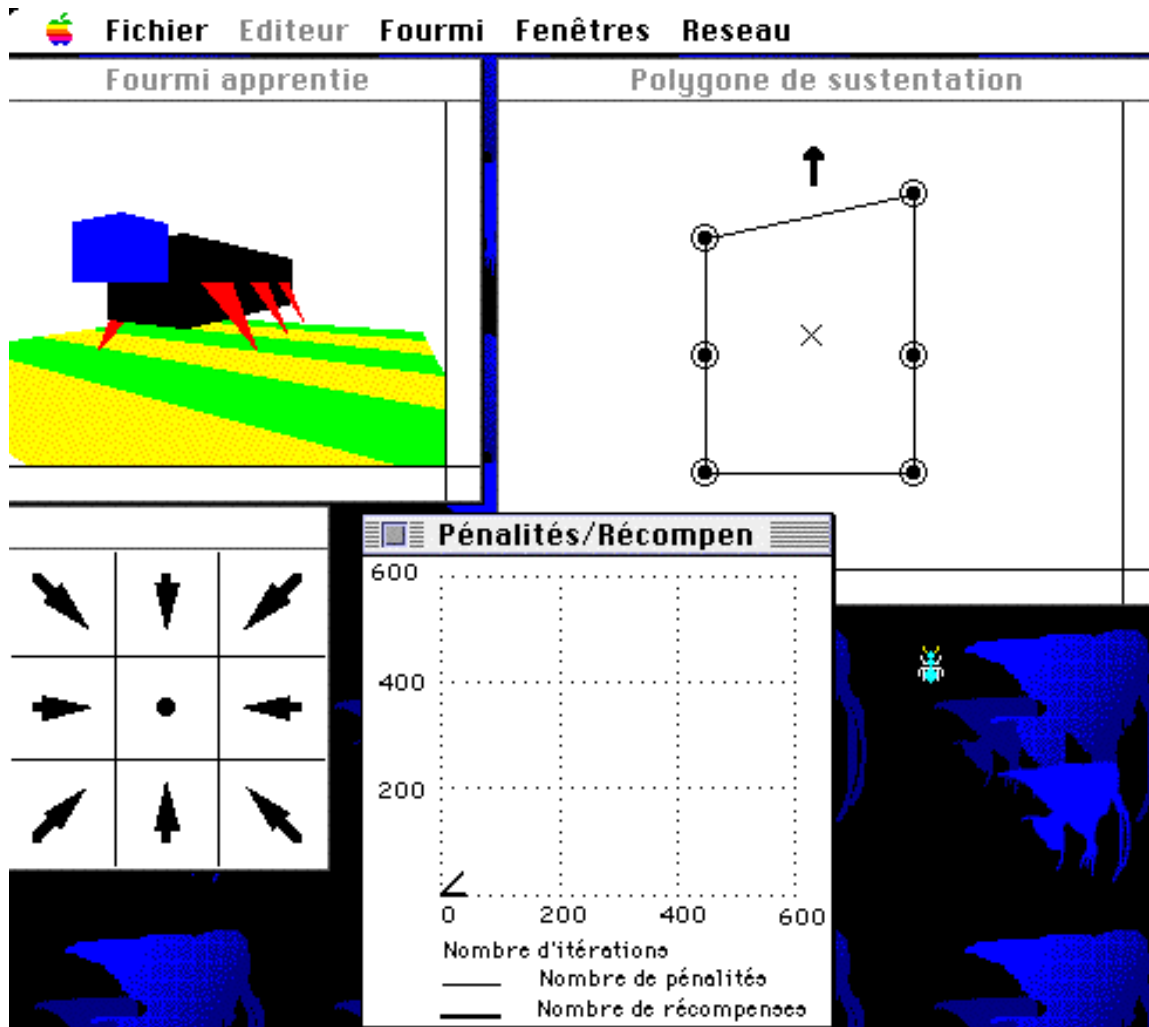 Fichier Editeur Fourmi Fenêtres Reseau
Fourmi apprentie
Polygone de sustentation
Pénalités/Récompen
600
400
200
0 200 400 600
Nombre d'itérations
Nombre de pénalités
Nombre de récompenses